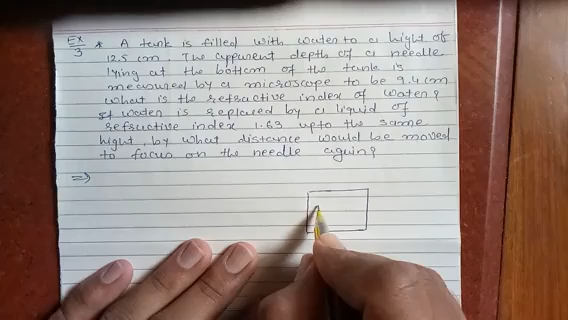 Ex/3 * A tank is filled with water to a hight of
12.5 cm. The apparent depth of a needle
lying at the bottom of the tank is
measured by a microscope to be 9.4 cm
what is the refractive index of water?
If water is replaced by a liquid of
refractive index 1.63 upto the same
hight, by what distance would be moved
to focus on the needle again?
⇒